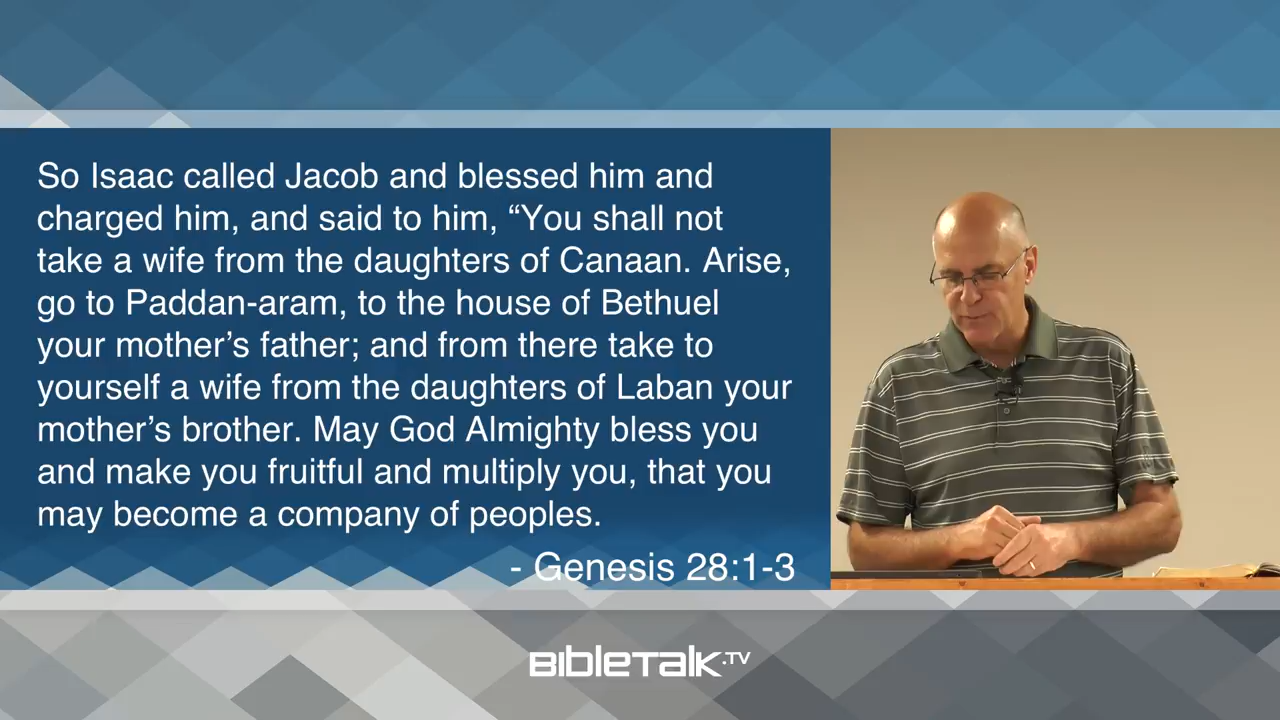 So Isaac called Jacob and blessed him and
charged him, and said to him, “You shall not
take a wife from the daughters of Canaan. Arise,
go to Paddan-aram, to the house of Bethuel
your mother’s father; and from there take to
yourself a wife from the daughters of Laban your
mother’s brother. May God Almighty bless you
and make you fruitful and multiply you, that you
may become a company of peoples.
- Genesis 28:1-3
BIBLETALK.TV